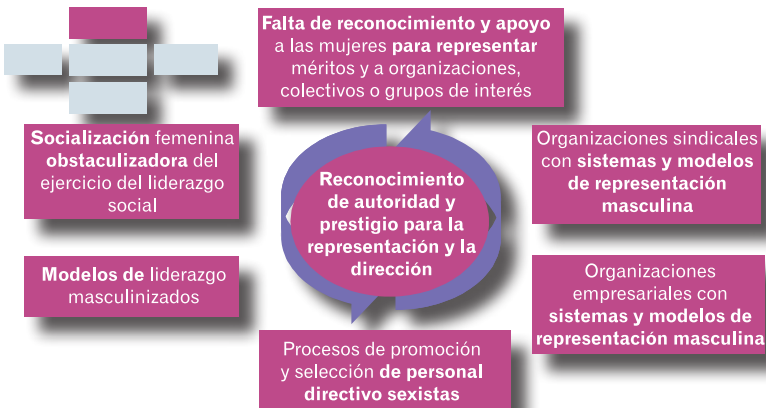 Falta de reconocimiento y apoyo
a las mujeres para representar
méritos y a organizaciones,
colectivos o grupos de interés
Socialización femenina
obstaculizadora del
ejercicio del liderazgo
social
Reconocimiento
de autoridad y
prestigio para la
representación y la
dirección
Organizaciones sindicales
con sistemas y modelos
de representación
masculina
Modelos de liderazgo
masculinizados
Organizaciones
empresariales con
sistemas y modelos de
representación masculina
Procesos de promoción
y selección de personal
directivo sexistas